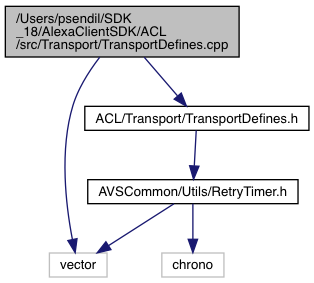 /Users/psendil/SDK
_18/AlexaClientSDK/ACL
/src/Transport/TransportDefines.cpp
ACL/Transport/TransportDefines.h
AVSCommon/Utils/RetryTimer.h
vector
chrono